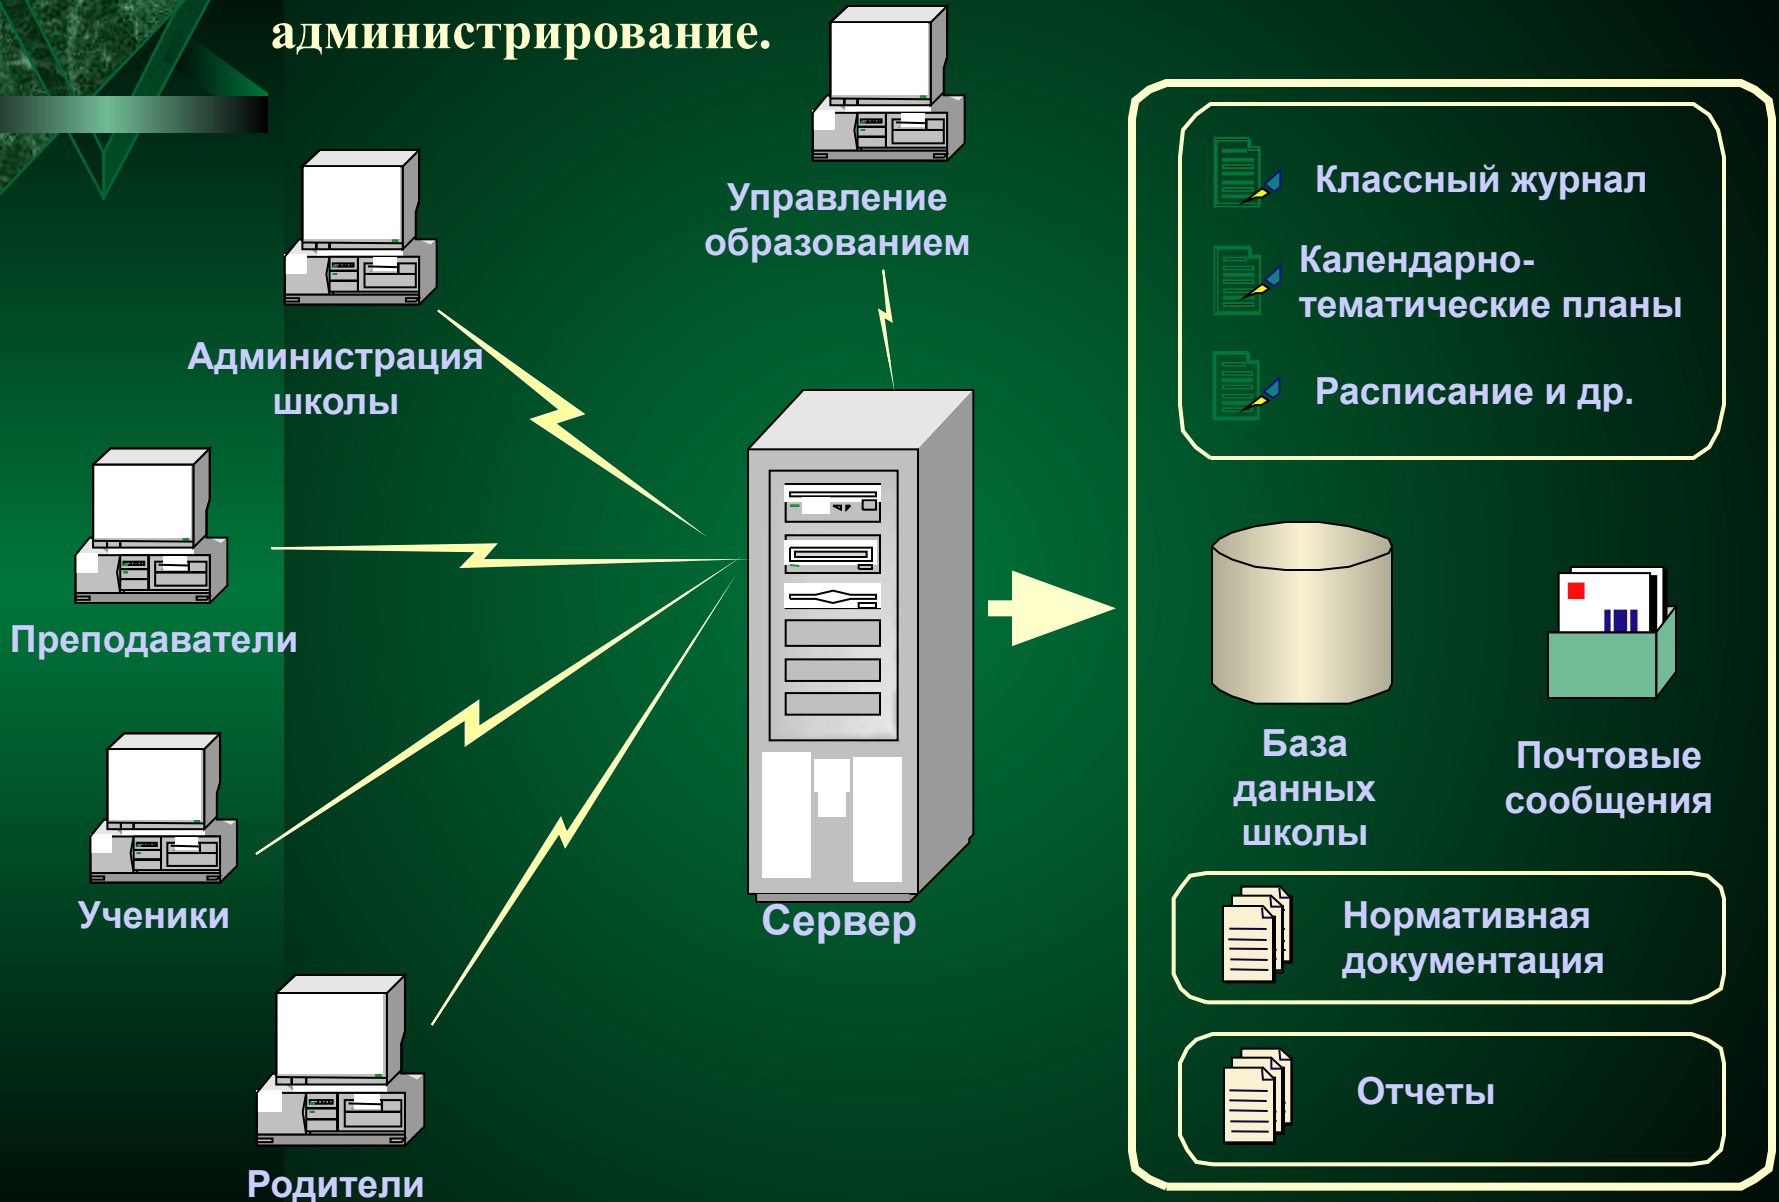 администрирование.
Управление
образованием
Администрация
школы
Преподаватели
Ученики
Родители
Сервер
Классный журнал
Календарно-
тематические планы
Расписание и др.
База
данных
школы
Почтовые
сообщения
Нормативная
документация
Отчеты